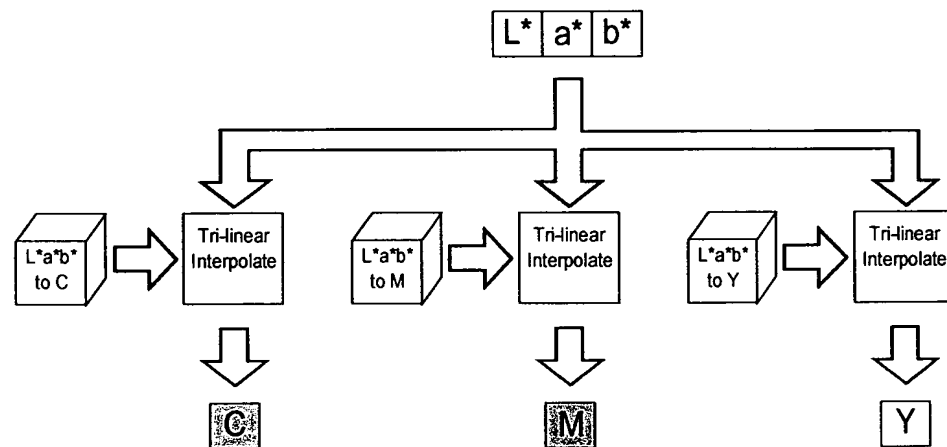 L* a* b*
L*a*b*
to C
Tri-linear
Interpolate
L*a*b*
to M
Tri-linear
Interpolate
L*a*b*
to Y
Tri-linear
Interpolate
C
M
Y